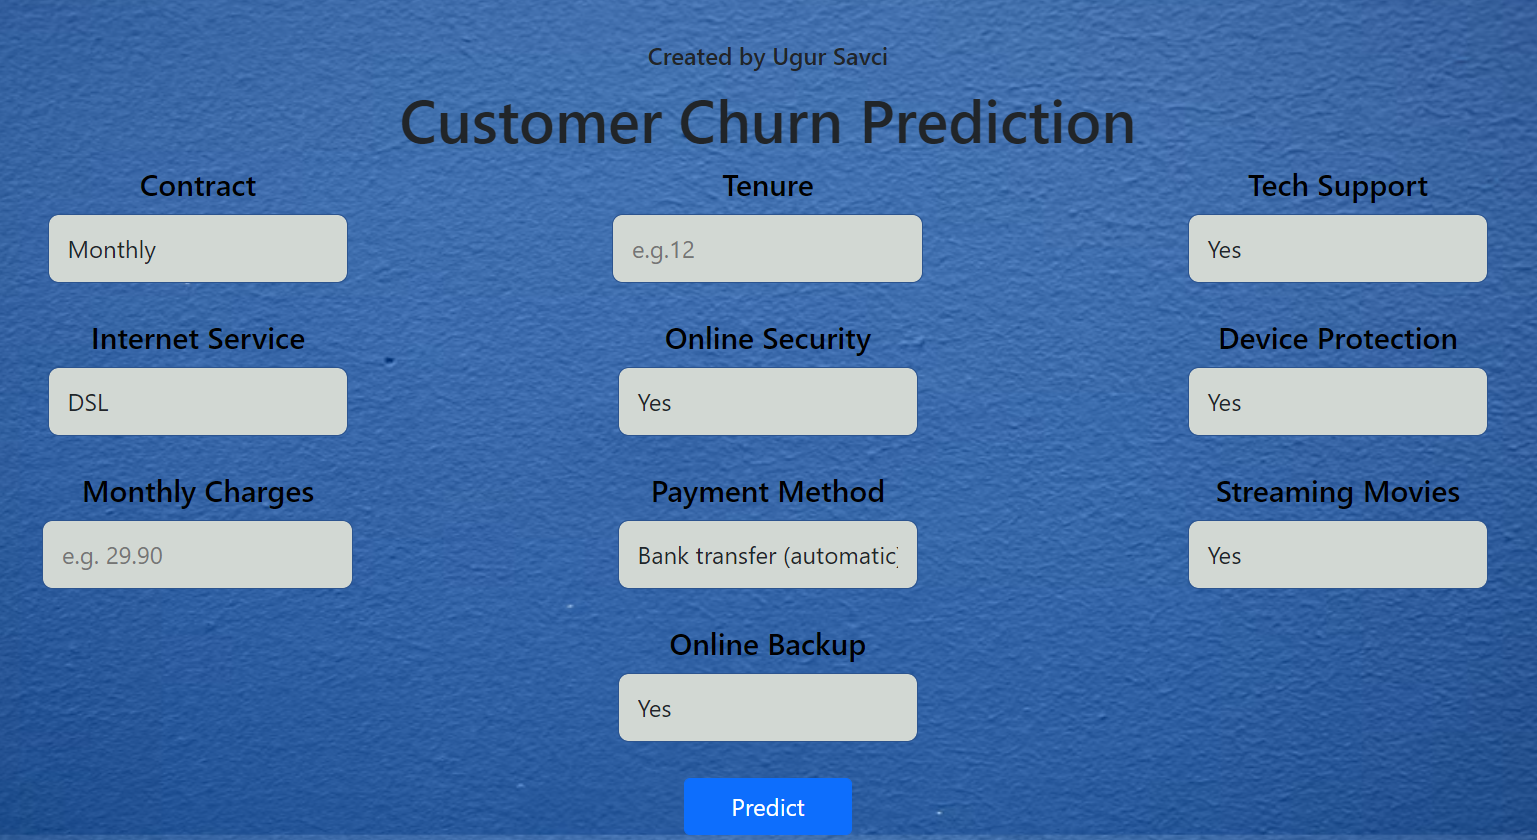 Created by Ugur Savci
Customer Churn Prediction
Contract
Tenure
Tech Support
Monthly
e.g.12
Yes
Internet Service
Online Security
Device Protection
DSL
Yes
Yes
Monthly Charges
Payment Method
Streaming Movies
e.g. 29.90
Bank transfer (automatic)
Yes
Online Backup
Yes
Predict